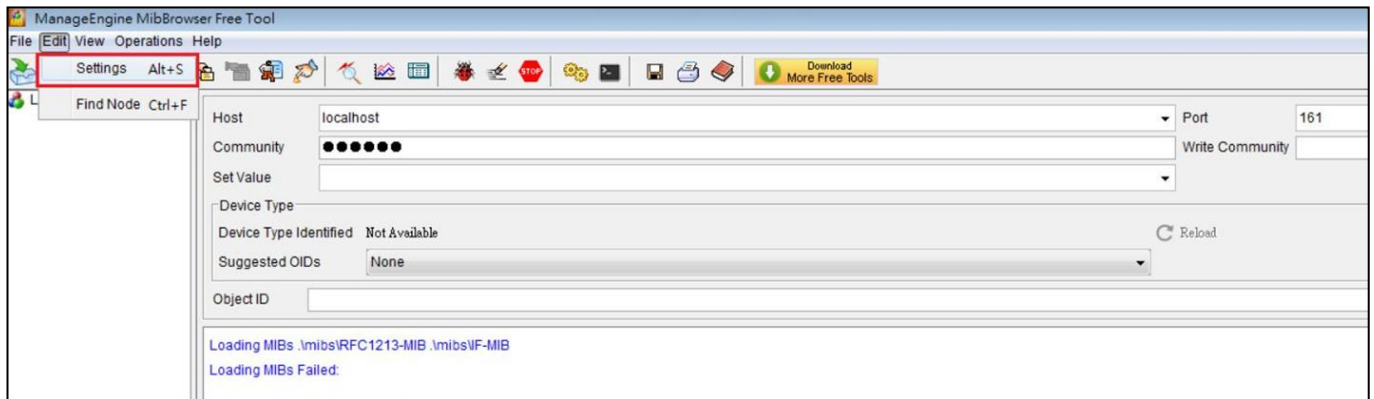 ManageEngine MibBrowser Free Tool
File Edit View Operations Help
Settings Alt+S
Find Node Ctrl+F
STOP
Download
More Free Tools
L
Host localhost Port 161
Community ●●●●●● Write Community
Set Value
Device Type
Device Type Identified Not Available Reload
Suggested OIDs None
Object ID
Loading MIBs .\mibs\RFC1213-MIB .\mibs\IF-MIB
Loading MIBs Failed: